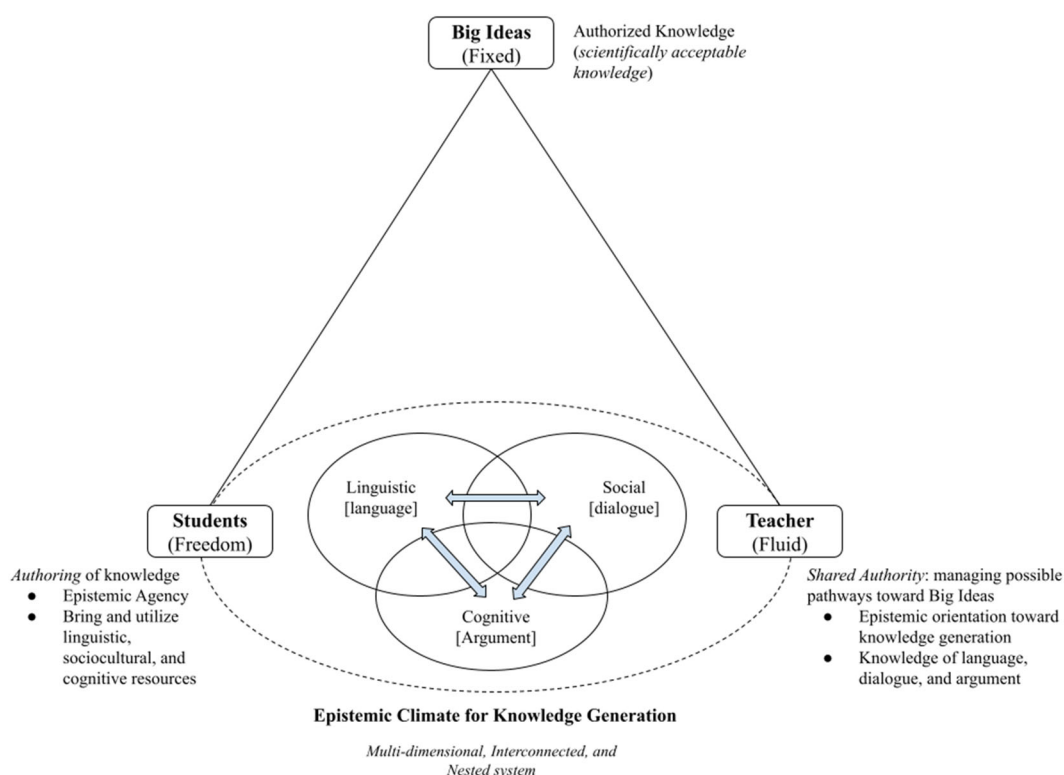 Big Ideas
(Fixed)
Authorized Knowledge
(scientifically acceptable
knowledge)
Linguistic
[language]
Social
[dialogue]
Cognitive
[Argument]
Students
(Freedom)
Authoring of knowledge
● Epistemic Agency
● Bring and utilize
linguistic,
sociocultural, and
cognitive resources
Teacher
(Fluid)
Shared Authority: managing possible
pathways toward Big Ideas
● Epistemic orientation toward
knowledge generation
● Knowledge of language,
dialogue, and argument
Epistemic Climate for Knowledge Generation
Multi-dimensional, Interconnected, and
Nested system